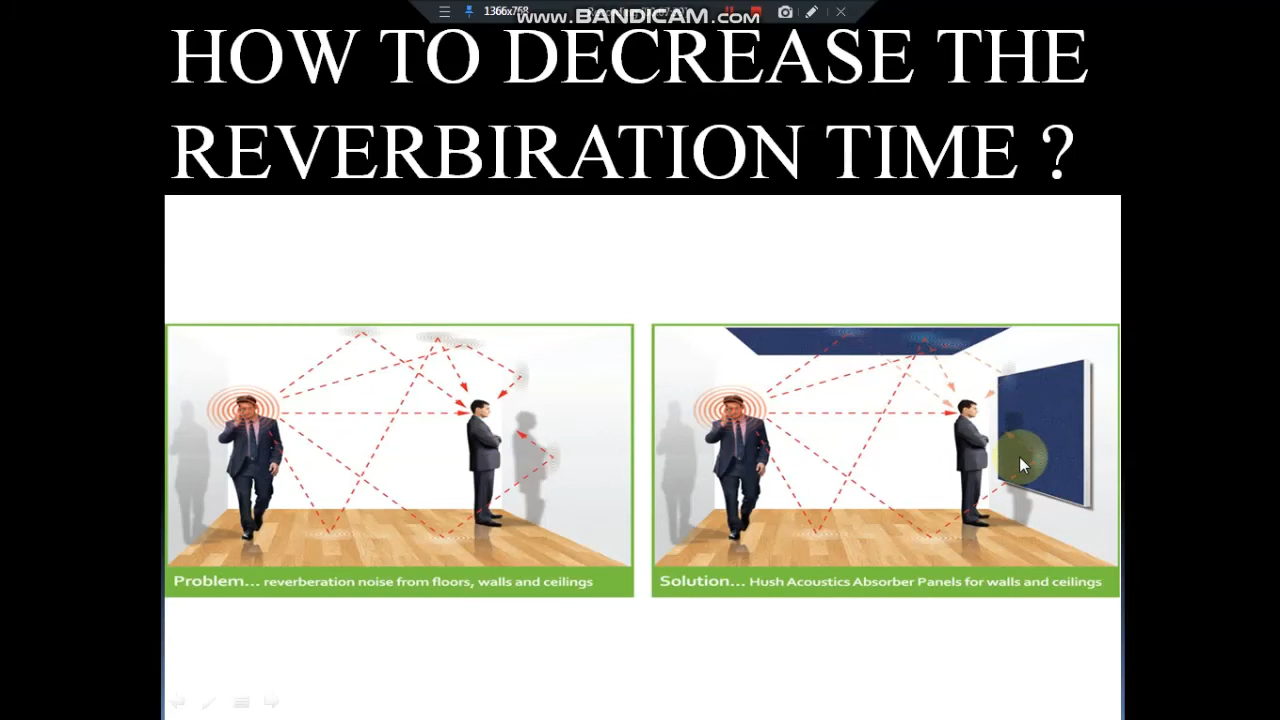 1366x768
www.BANDICAM.com
HOW TO DECREASE THE
REVERBIRATION TIME ?
Problem... reverberation noise from floors, walls and ceilings
Solution... Hush Acoustics Absorber Panels for walls and ceilings